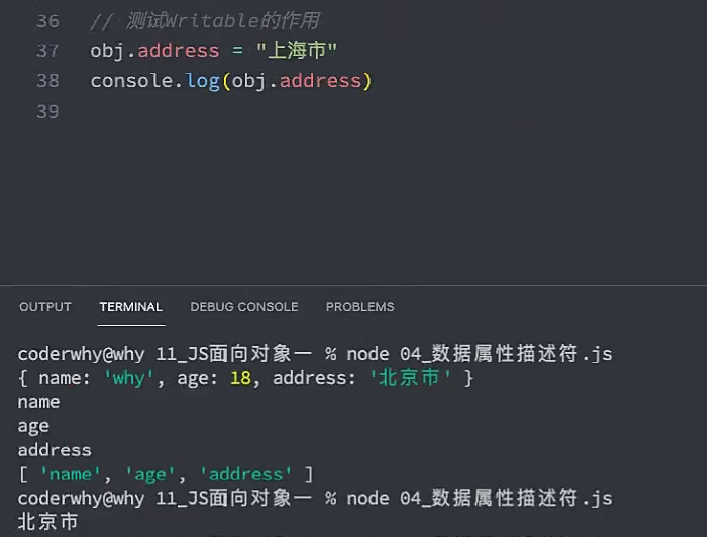 36 // 测试Writable的作用
37 obj.address = "上海市"
38 console.log(obj.address)
39
OUTPUT TERMINAL DEBUG CONSOLE PROBLEMS
coderwhy@why 11_JS面向对象一 % node 04_数据属性描述符.js
{ name: 'why', age: 18, address: '北京市' }
name
age
address
[ 'name', 'age', 'address' ]
coderwhy@why 11_JS面向对象一 % node 04_数据属性描述符.js
北京市